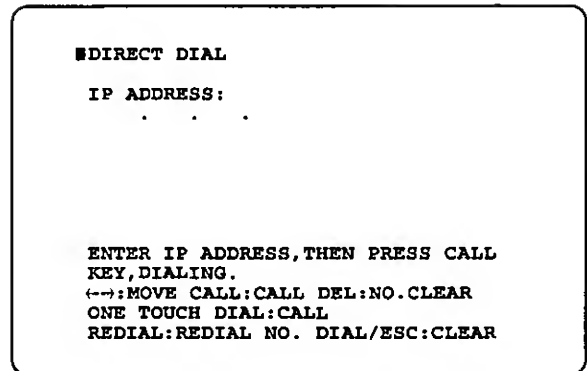 ■DIRECT DIAL
IP ADDRESS:
. . .
ENTER IP ADDRESS,THEN PRESS CALL
KEY,DIALING.
←→:MOVE CALL:CALL DEL:NO.CLEAR
ONE TOUCH DIAL:CALL
REDIAL:REDIAL NO. DIAL/ESC:CLEAR